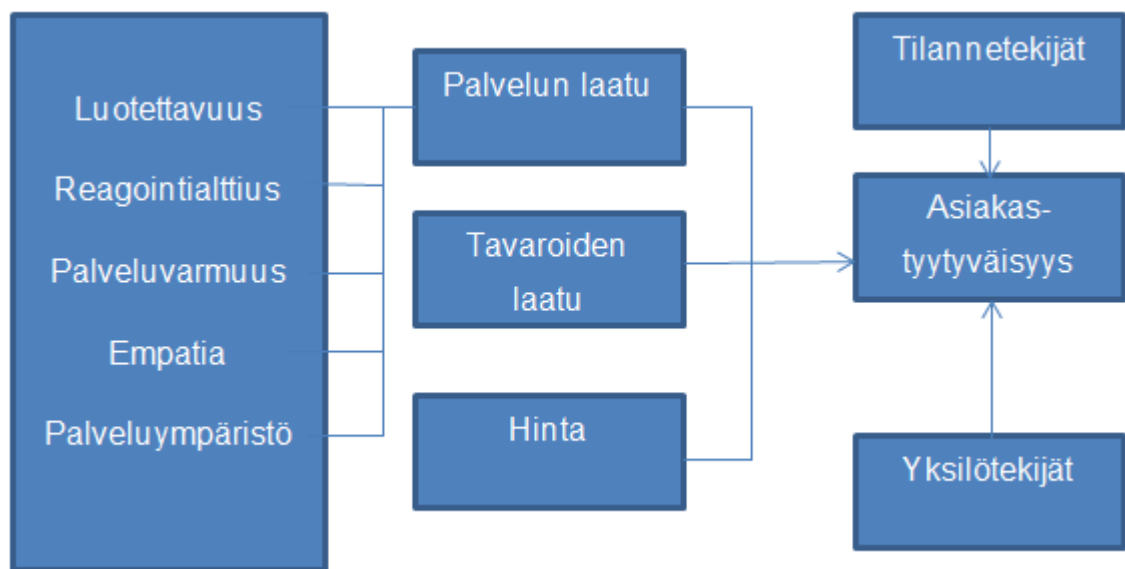 Luotettavuus
Reagointialttius
Palveluvarmuus
Empatia
Palveluympäristö
Palvelun laatu
Tavaroiden
laatu
Hinta
Tilannetekijät
Asiakas-
tyytyväisyys
Yksilötekijät